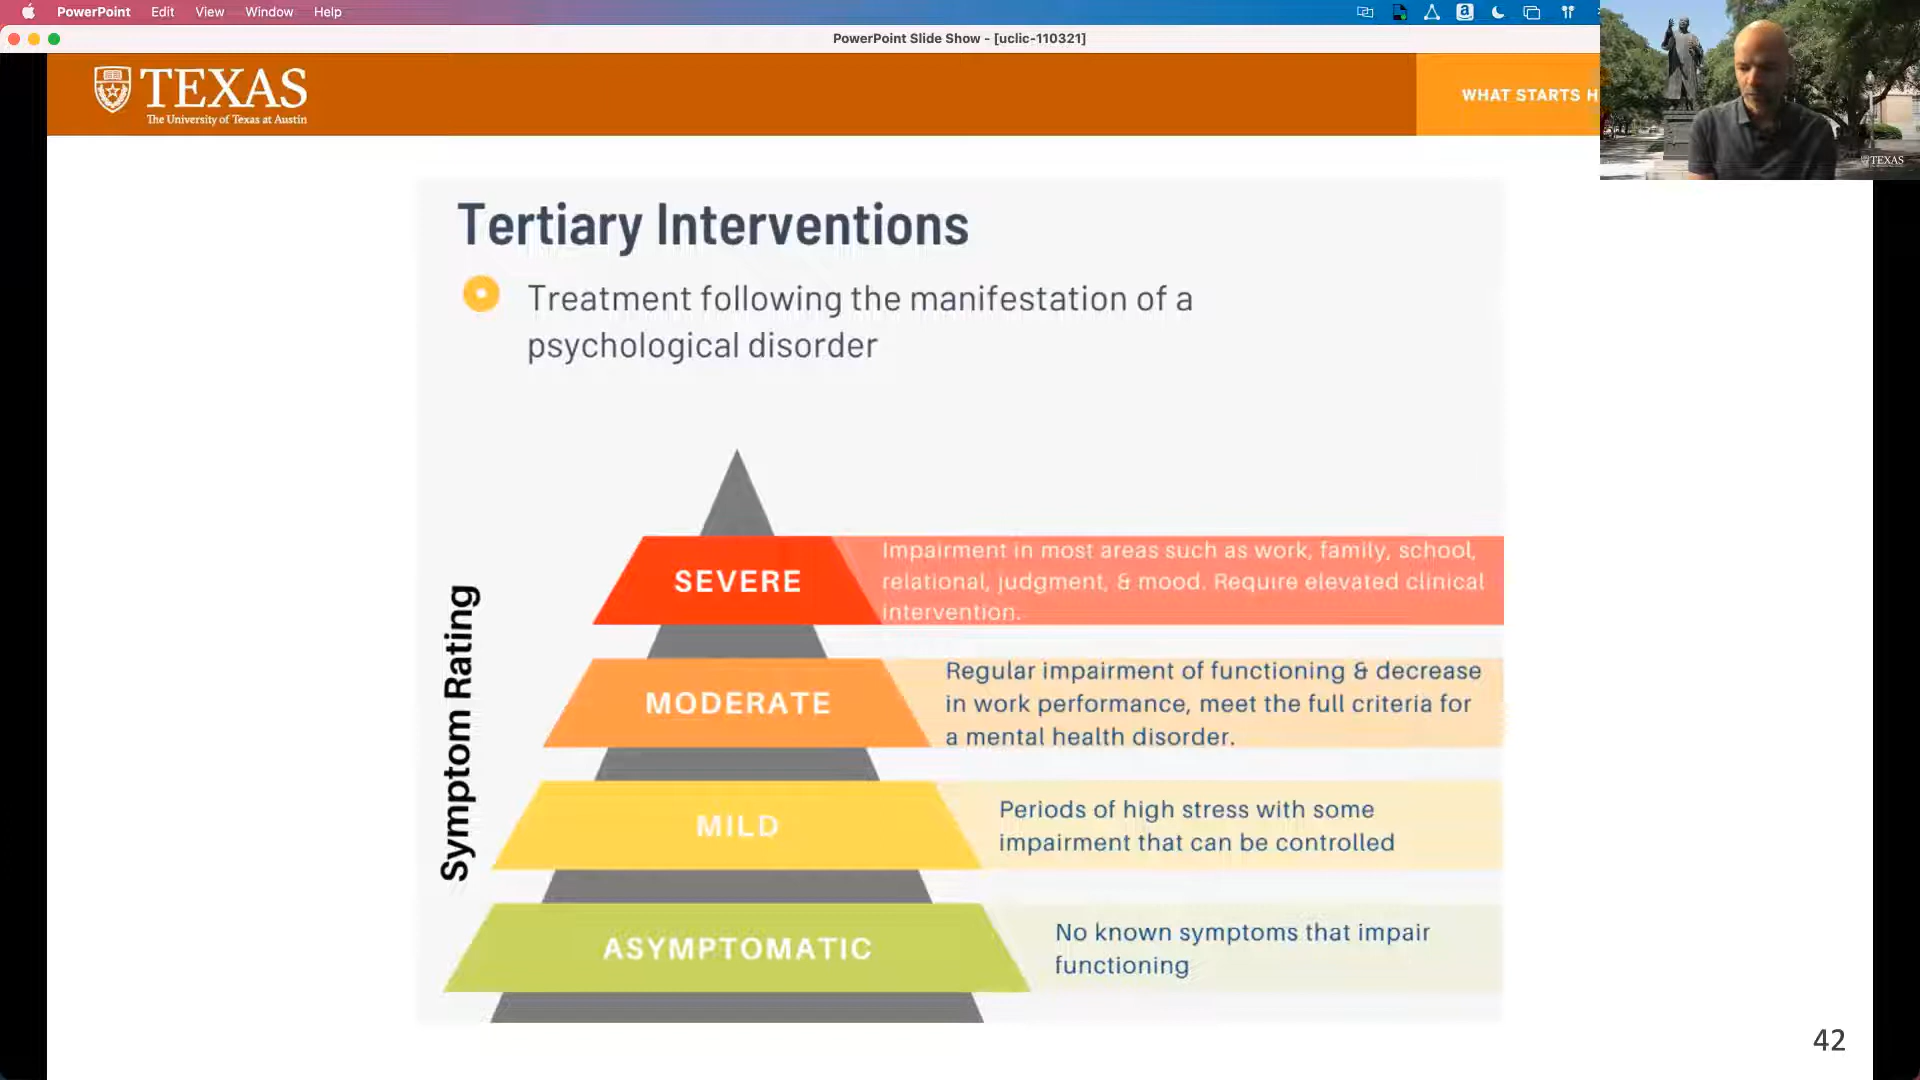 PowerPoint Edit View Window Help
PowerPoint Slide Show - [uclic-110321]
TEXAS
The University of Texas at Austin
WHAT STARTS H
TEXAS
Tertiary Interventions
Treatment following the manifestation of a
psychological disorder
Symptom Rating
SEVERE
Impairment in most areas such as work, family, school,
relational, judgment, & mood. Require elevated clinical
intervention.
MODERATE
Regular impairment of functioning & decrease
in work performance, meet the full criteria for
a mental health disorder.
MILD
Periods of high stress with some
impairment that can be controlled
ASYMPTOMATIC
No known symptoms that impair
functioning
42